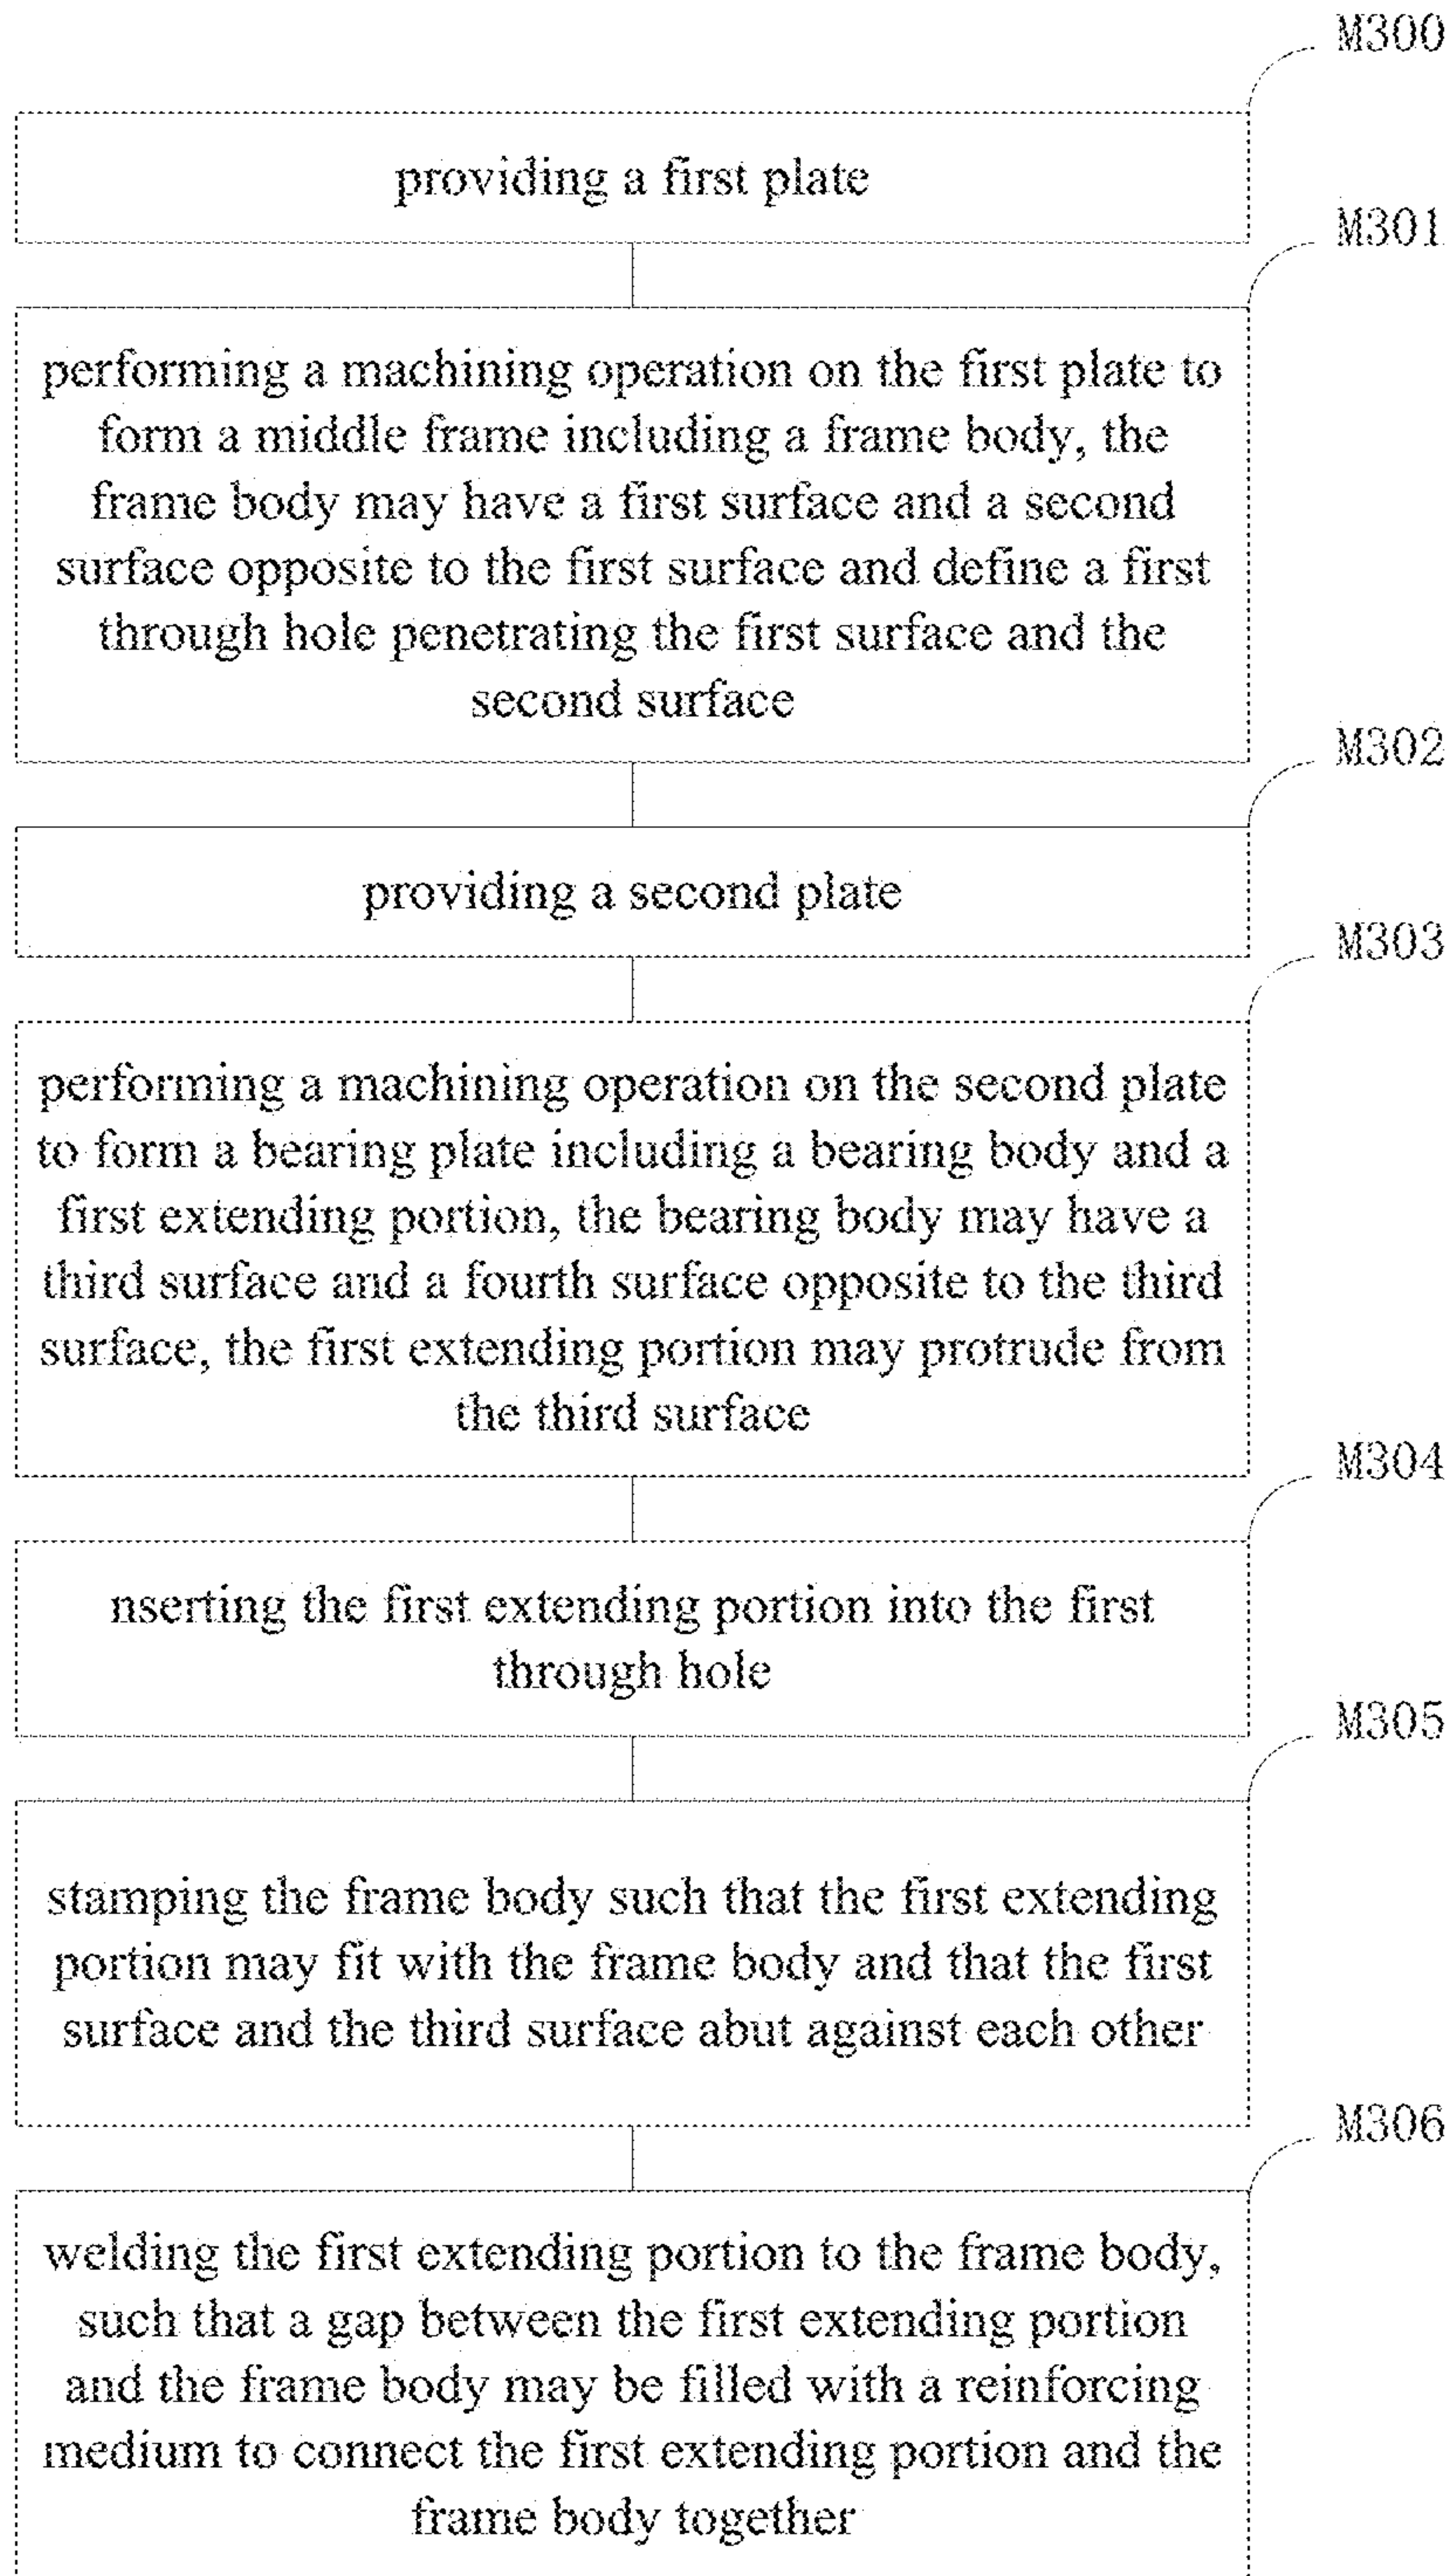 M300
providing a first plate
M301
performing a machining operation on the first plate to
form a middle frame including a frame body, the
frame body may have a first surface and a second
surface opposite to the first surface and define a first
through hole penetrating the first surface and the
second surface
M302
providing a second plate
M303
performing a machining operation on the second plate
to form a bearing plate including a bearing body and a
first extending portion, the bearing body may have a
third surface and a fourth surface opposite to the third
surface, the first extending portion may protrude from
the third surface
M304
nserting the first extending portion into the first
through hole
M305
stamping the frame body such that the first extending
portion may fit with the frame body and that the first
surface and the third surface abut against each other
M306
welding the first extending portion to the frame body,
such that a gap between the first extending portion
and the frame body may be filled with a reinforcing
medium to connect the first extending portion and the
frame body together